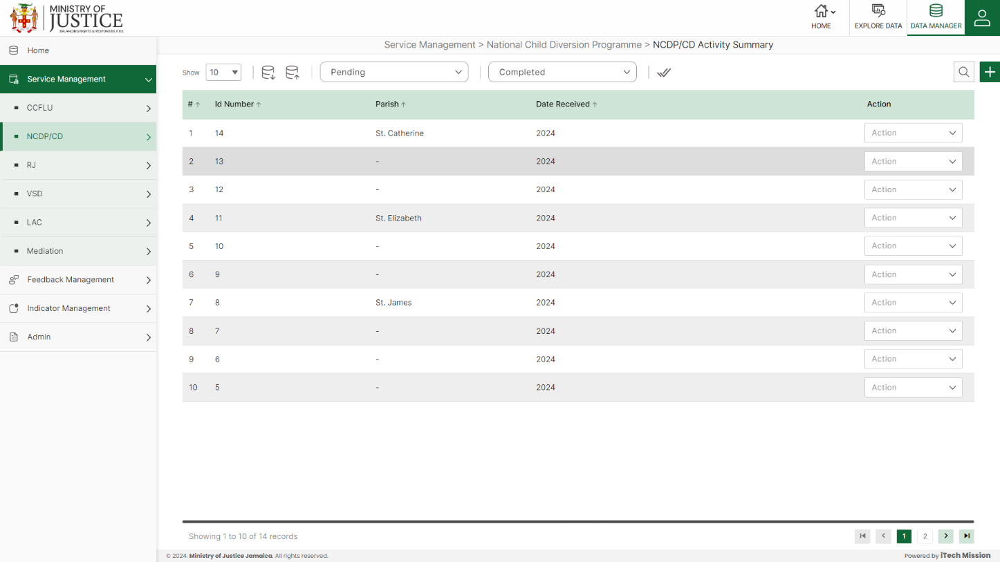 MINISTRY OF
JUSTICE
BALANCING RIGHTS & RESPONSIBILITIES
HOME
EXPLORE DATA
DATA MANAGER
Home
Service Management
CCFLU
NCDP/CD
RJ
VSD
LAC
Mediation
Feedback Management
Indicator Management
Admin
Service Management > National Child Diversion Programme > NCDP/CD Activity Summary
Show 10 Pending Completed
# Id Number Parish Date Received Action
1 14 St. Catherine 2024 Action
2 13 - 2024 Action
3 12 - 2024 Action
4 11 St. Elizabeth 2024 Action
5 10 - 2024 Action
6 9 - 2024 Action
7 8 St. James 2024 Action
8 7 - 2024 Action
9 6 - 2024 Action
10 5 - 2024 Action
Showing 1 to 10 of 14 records
1 2
© 2024. Ministry of Justice Jamaica. All rights reserved.
Powered by iTech Mission